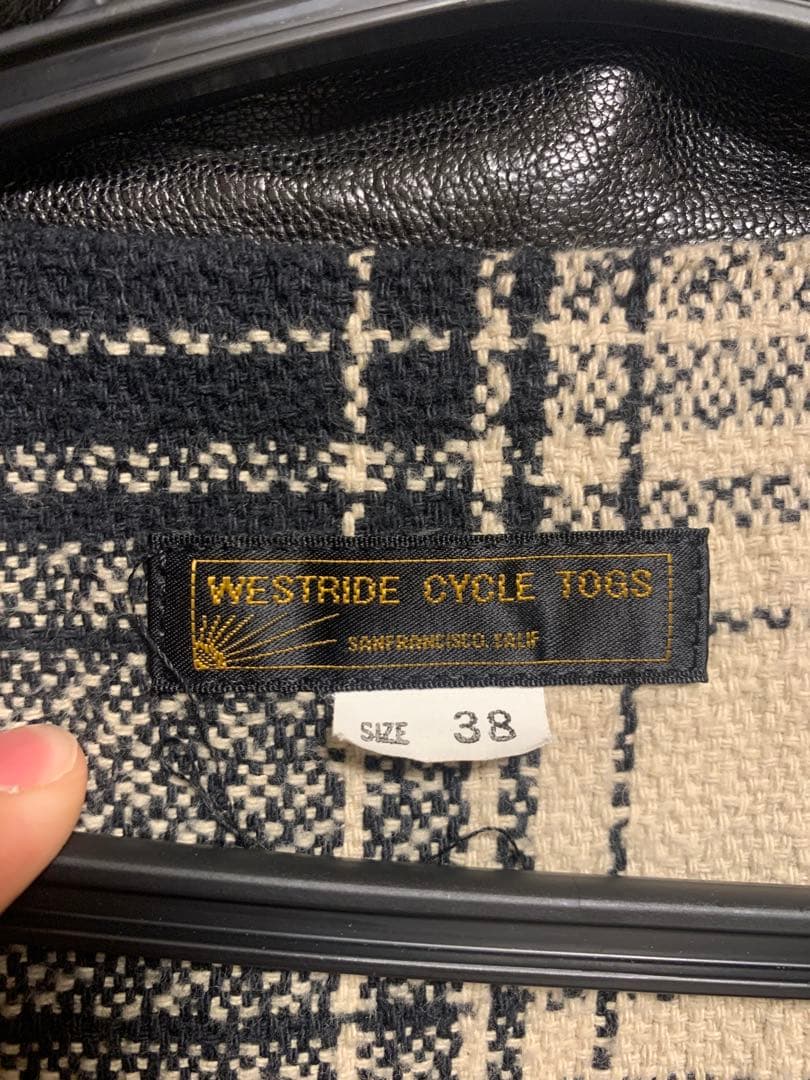 WESTRIDE CYCLE TOGS
SANFRANCISCO. CALIF
SIZE 38